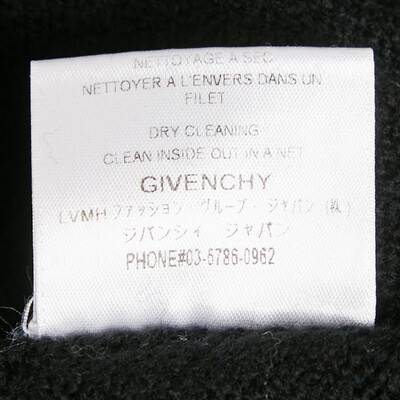 NETTOYAGE A SEC
NETTOYER A L'ENVERS DANS UN
FILET
DRY CLEANING
CLEAN INSIDE OUT IN A NET
GIVENCHY
LVMH ファッション・グループ・ジャパン (株)
ジバンシィ ジャパン
PHONE#03-6786-0962